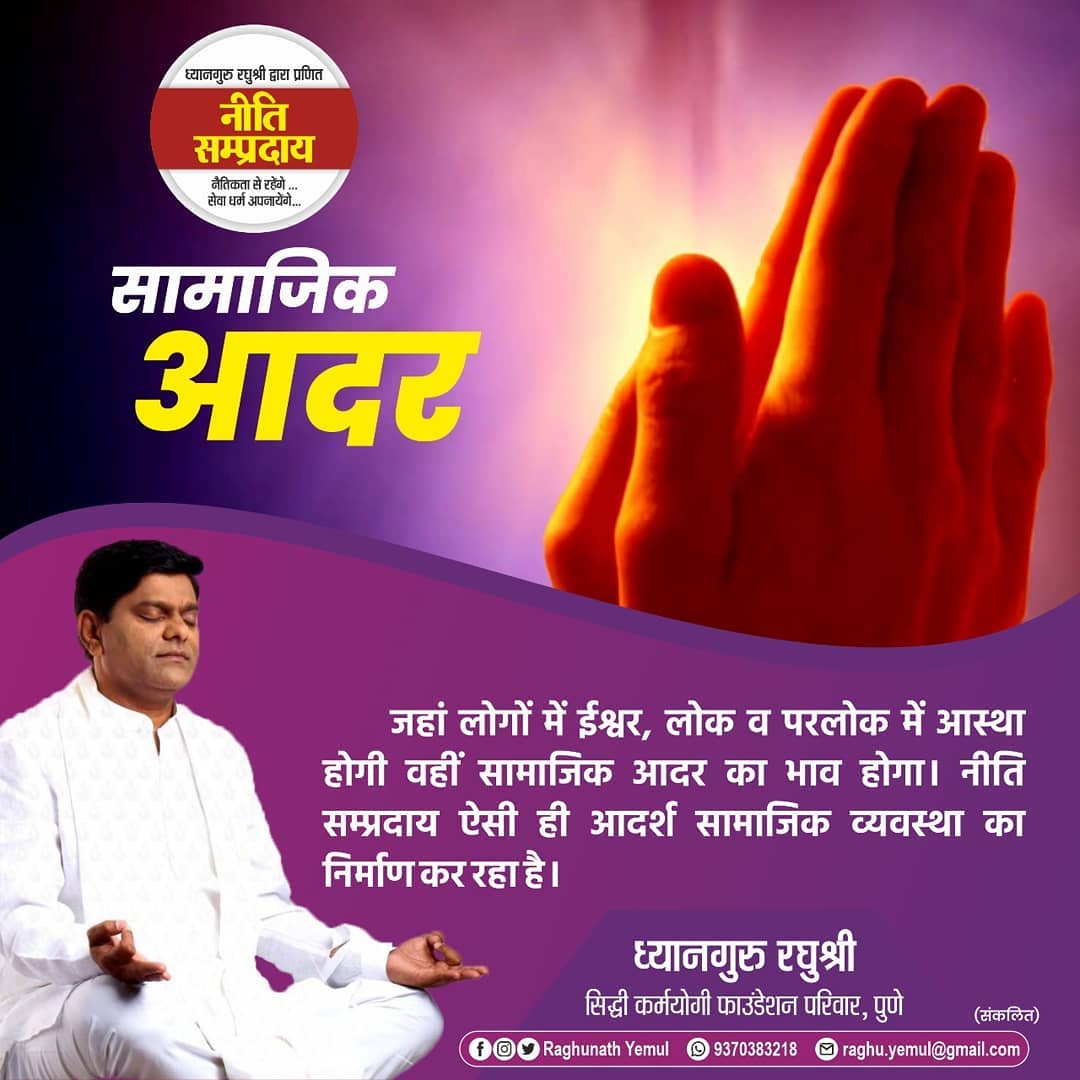 ध्यानगुरु रघुश्री द्वारा प्रणित
नीति
सम्प्रदाय
नैतिकता से रहेंगे ...
सेवा धर्म अपनायेंगे...
सामाजिक
आदर
जहां लोगों में ईश्वर, लोक व परलोक में आस्था
होगी वहीं सामाजिक आदर का भाव होगा। नीति
सम्प्रदाय ऐसी ही आदर्श सामाजिक व्यवस्था का
निर्माण कर रहा है।
ध्यानगुरु रघुश्री
सिद्धी कर्मयोगी फाउंडेशन परिवार, पुणे
(संकलित)
Raghunath Yemul 9370383218 raghu.yemul@gmail.com